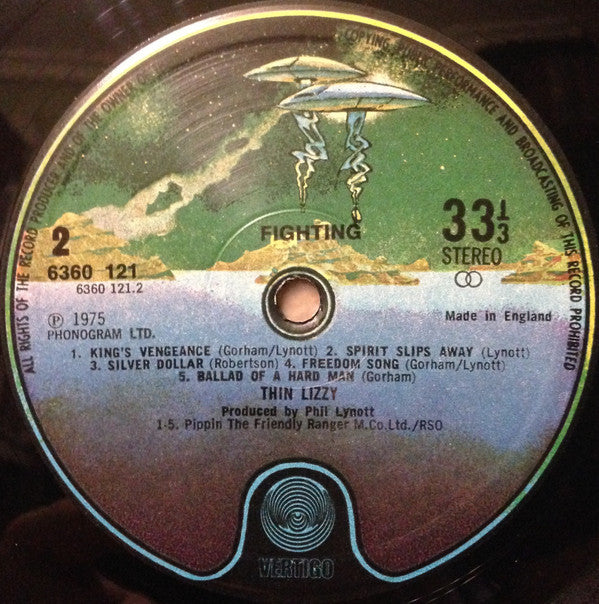 ALL RIGHTS OF THE RECORD PRODUCER AND OF THE OWNER OF
COPYING, PUBLIC PERFORMANCE AND BROADCASTING OF THIS RECORD PROHIBITED
FIGHTING
2
6360 121
6360 121.2
33⅓
STEREO
Made in England
Ⓟ 1975
PHONOGRAM LTD.
1. KING'S VENGEANCE (Gorham/Lynott) 2. SPIRIT SLIPS AWAY (Lynott)
3. SILVER DOLLAR (Robertson) 4. FREEDOM SONG (Gorham/Lynott)
5. BALLAD OF A HARD MAN (Gorham)
THIN LIZZY
Produced by Phil Lynott
1-5. Pippin The Friendly Ranger M.Co.Ltd./RSO
VERTIGO